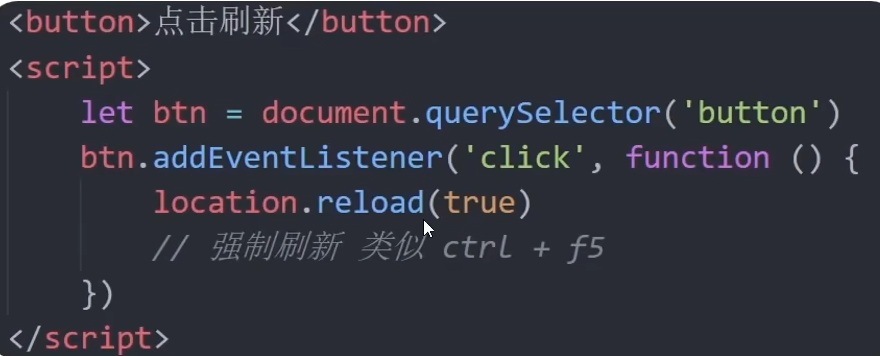 <button>点击刷新</button>
<script>
    let btn = document.querySelector('button')
    btn.addEventListener('click', function () {
        location.reload(true)
        // 强制刷新 类似 ctrl + f5
    })
</script>